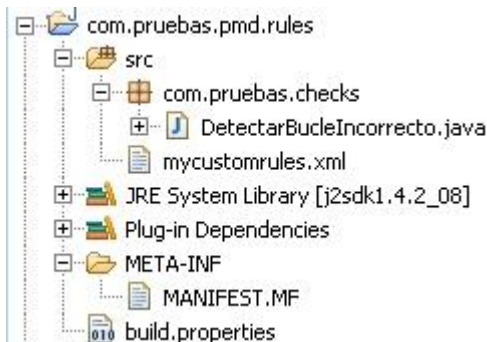 com.pruebas.pmd.rules
src
com.pruebas.checks
DetectarBucleIncorrecto.java
mycustomrules.xml
JRE System Library [j2sdk1.4.2_08]
Plug-in Dependencies
META-INF
MANIFEST.MF
build.properties